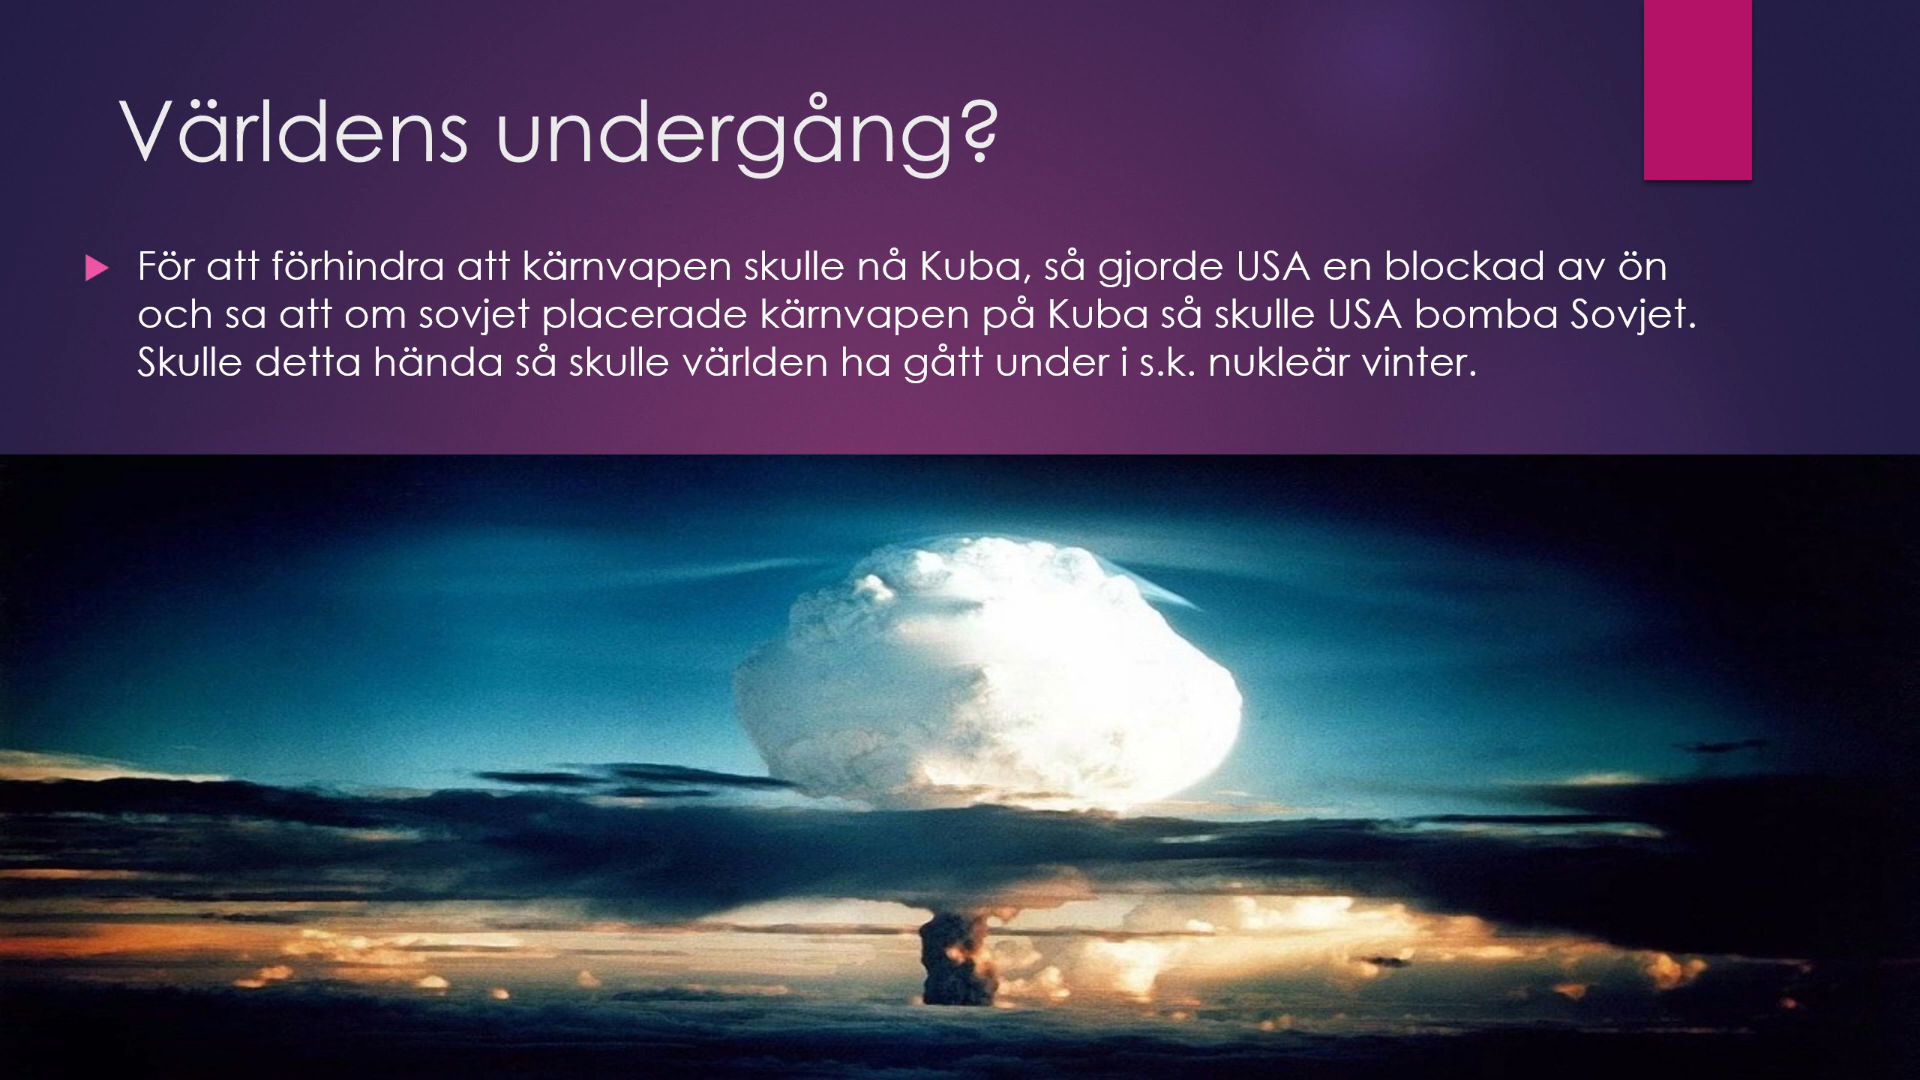 Världens undergång?
För att förhindra att kärnvapen skulle nå Kuba, så gjorde USA en blockad av ön
och sa att om sovjet placerade kärnvapen på Kuba så skulle USA bomba Sovjet.
Skulle detta hända så skulle världen ha gått under i s.k. nukleär vinter.